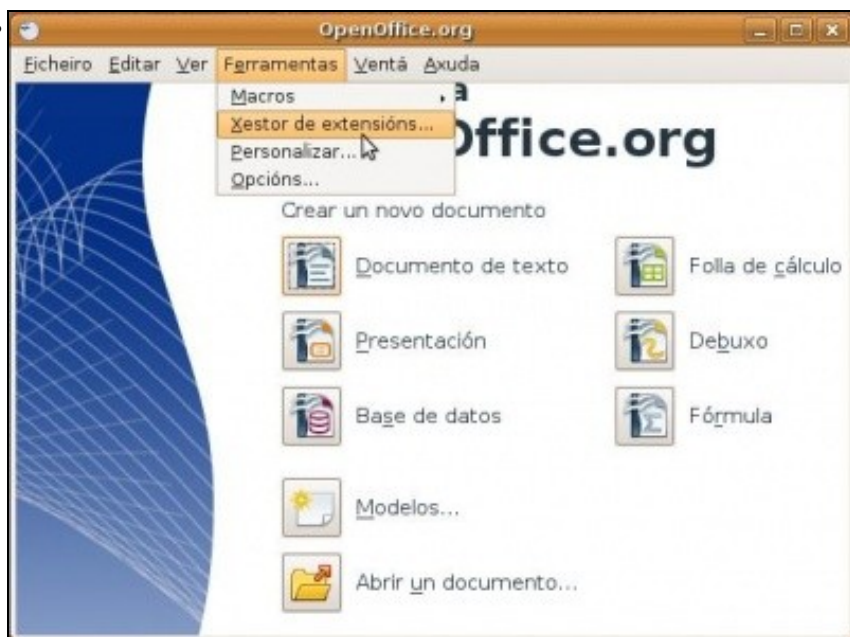 OpenOffice.org
Ficheiro Editar Ver Ferramentas Ventá Axuda
Macros
Xestor de extensións...
Personalizar...
Opcións...
Office.org
Crear un novo documento
Documento de texto
Folla de cálculo
Presentación
Debuxo
Base de datos
Fórmula
Modelos...
Abrir un documento...